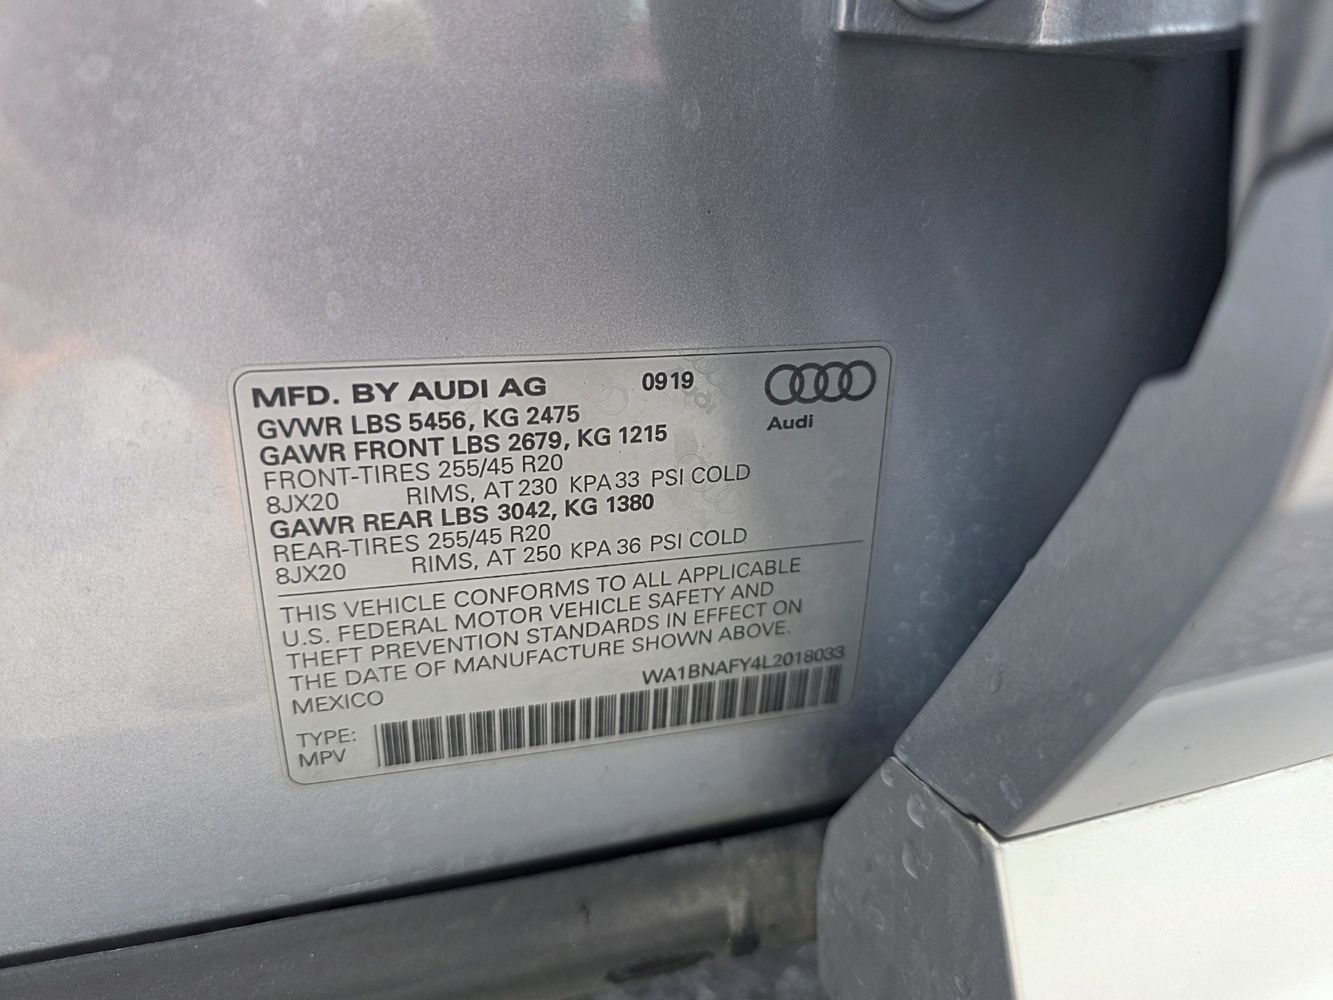 MFD. BY AUDI AG 0919
GVWR LBS 5456, KG 2475
GAWR FRONT LBS 2679, KG 1215
FRONT-TIRES 255/45 R20
8JX20 RIMS, AT 230 KPA 33 PSI COLD
GAWR REAR LBS 3042, KG 1380
REAR-TIRES 255/45 R20
8JX20 RIMS, AT 250 KPA 36 PSI COLD
Audi
THIS VEHICLE CONFORMS TO ALL APPLICABLE
U.S. FEDERAL MOTOR VEHICLE SAFETY AND
THEFT PREVENTION STANDARDS IN EFFECT ON
THE DATE OF MANUFACTURE SHOWN ABOVE.
MEXICO WA1BNAFY4L2018033
TYPE:
MPV